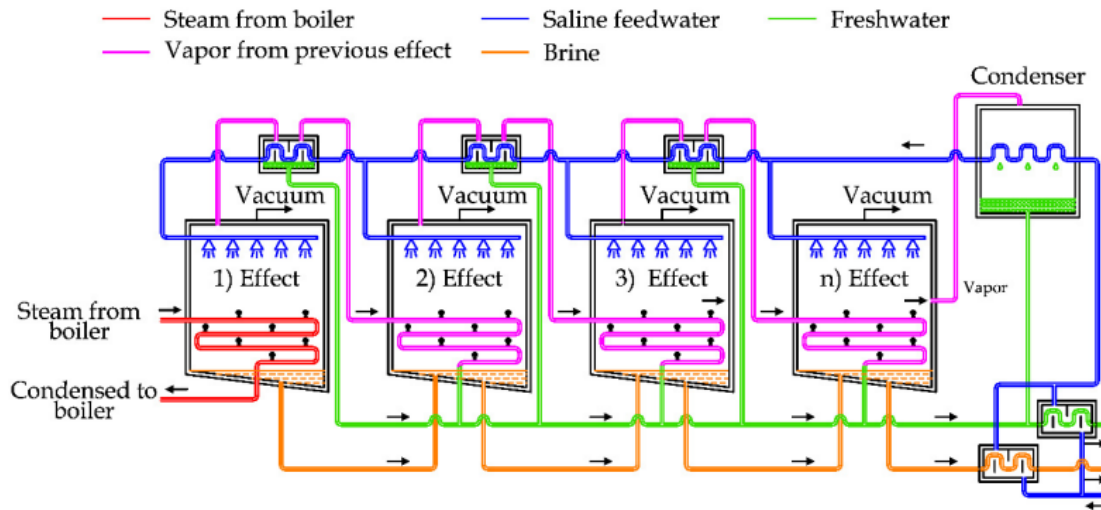 Steam from boiler
Saline feedwater
Freshwater
Vapor from previous effect
Brine
Condenser
Vacuum
Vacuum
Vacuum
Vacuum
1) Effect
2) Effect
3) Effect
n) Effect
Vapor
Steam from
boiler
Condensed to
boiler